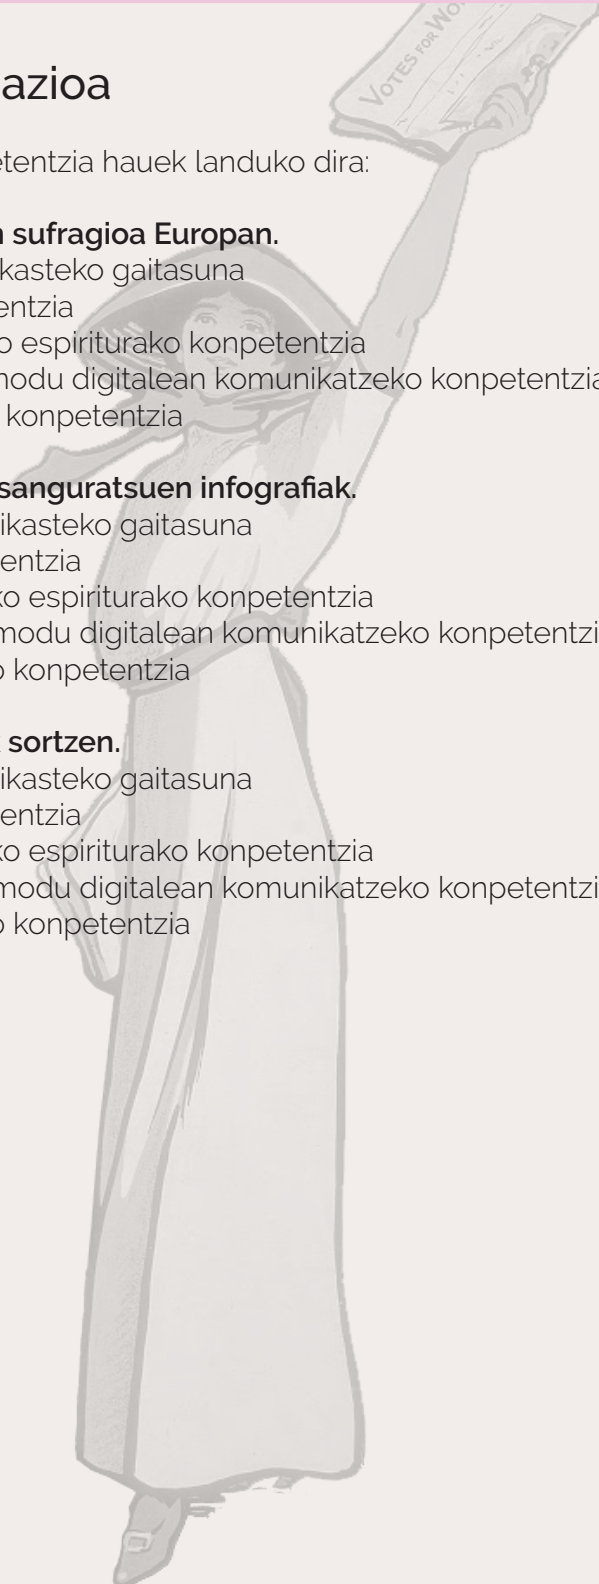 VOTES FOR WO
azioa
etentzia hauek landuko dira:
n sufragioa Europan.
ikasteko gaitasuna
entzia
o espiriturako konpetentzia
modu digitalean komunikatzeko konpetentzia
konpetentzia
sanguratsuen infografiak.
ikasteko gaitasuna
entzia
ko espiriturako konpetentzia
modu digitalean komunikatzeko konpetentzi
o konpetentzia
k sortzen.
ikasteko gaitasuna
entzia
ko espiriturako konpetentzia
modu digitalean komunikatzeko konpetentzi
o konpetentzia